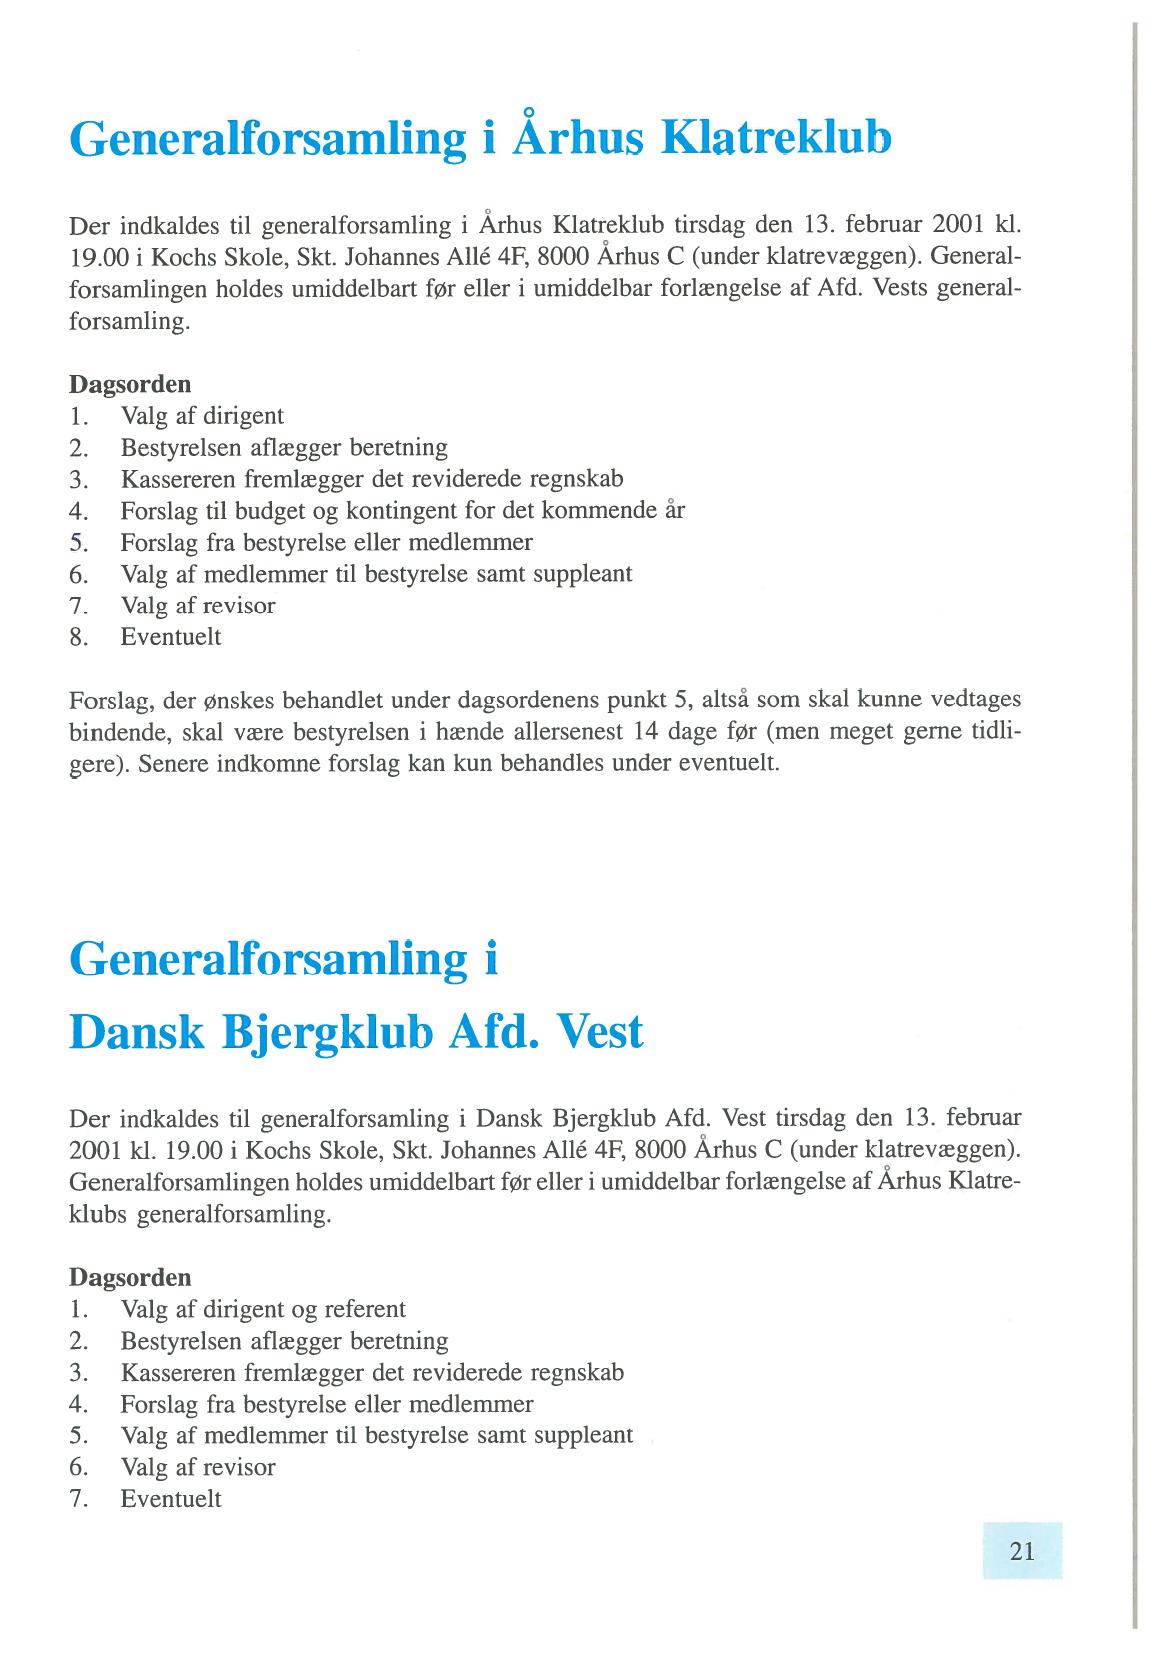 Generalforsamling i Århus Klatreklub
Der indkaldes til generalforsamling i Århus Klatreklub tirsdag den 13. februar 2001 kl.
19.00 i Kochs Skole, Skt. Johannes Allé 4F, 8000 Århus C (under klatrevæggen). General-
forsamlingen holdes umiddelbart før eller i umiddelbar forlængelse af Afd. Vests general-
forsamling.
Dagsorden
1. Valg af dirigent
2. Bestyrelsen aflægger beretning
3. Kassereren fremlægger det reviderede regnskab
4. Forslag til budget og kontingent for det kommende år
5. Forslag fra bestyrelse eller medlemmer
6. Valg af medlemmer til bestyrelse samt suppleant
7. Valg af revisor
8. Eventuelt
Forslag, der ønskes behandlet under dagsordenens punkt 5, altså som skal kunne vedtages
bindende, skal være bestyrelsen i hænde allersenest 14 dage før (men meget gerne tidli-
gere). Senere indkomne forslag kan kun behandles under eventuelt.
Generalforsamling i
Dansk Bjergklub Afd. Vest
Der indkaldes til generalforsamling i Dansk Bjergklub Afd. Vest tirsdag den 13. februar
2001 kl. 19.00 i Kochs Skole, Skt. Johannes Allé 4F, 8000 Århus C (under klatrevæggen).
Generalforsamlingen holdes umiddelbart før eller i umiddelbar forlængelse af Århus Klatre-
klubs generalforsamling.
Dagsorden
1. Valg af dirigent og referent
2. Bestyrelsen aflægger beretning
3. Kassereren fremlægger det reviderede regnskab
4. Forslag fra bestyrelse eller medlemmer
5. Valg af medlemmer til bestyrelse samt suppleant
6. Valg af revisor
7. Eventuelt
21